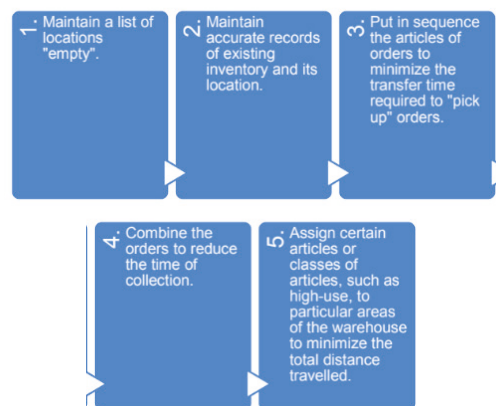 1. Maintain a list of
locations
"empty".
2. Maintain
accurate records
of existing
inventory and its
location.
3. Put in sequence
the articles of
orders to
minimize the
transfer time
required to "pick
up" orders.
4. Combine the
orders to reduce
the time of
collection.
5. Assign certain
articles or
classes of
articles, such as
high-use, to
particular areas
of the warehouse
to minimize the
total distance
travelled.